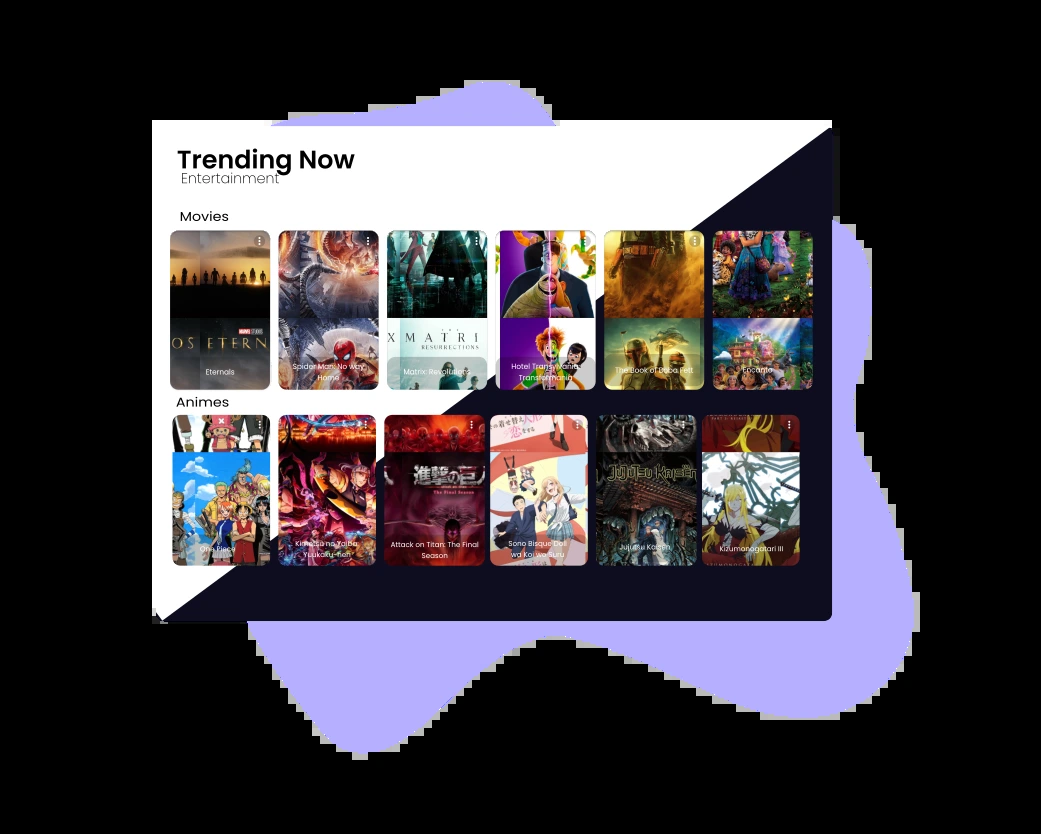 Trending Now
Entertainment
Movies
MARVEL STUDIOS
OS ETERN
X MATRI
RESURRECTIONS
Eternals
Spider Man: No way
Home
Matrix Revolutions
Hotel Transylvania:
Transformania
The Book of Boba Fett
Encanto
Animes
進撃の巨人
The Final Season
JUJUTSU KAISEN
One Piece
Kimetsu no Yaiba:
Yuukaku-hen
Attack on Titan: The Final
Season
Sono Bisque Doll
wa Koi wo Suru
Jujutsu Kaisen
Kizumonogatari III